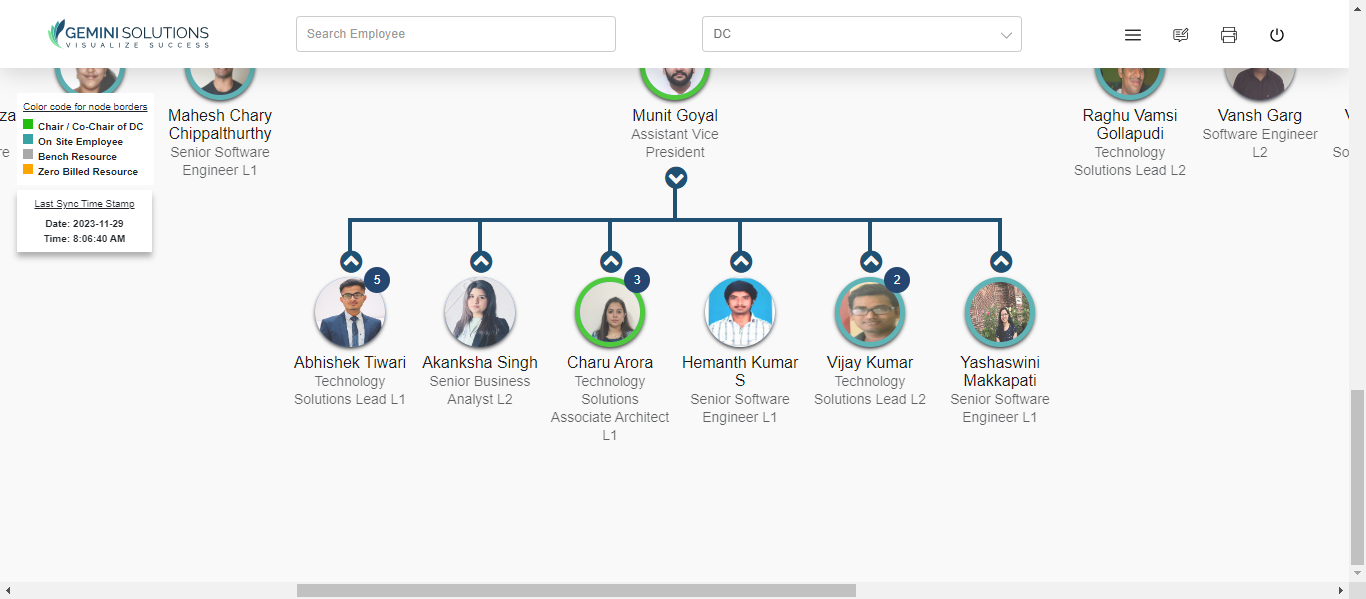 GEMINI SOLUTIONS
VISUALIZE SUCCESS
Search Employee
DC
Color code for node borders
Chair / Co-Chair of DC
On Site Employee
Bench Resource
Zero Billed Resource
Last Sync Time Stamp
Date: 2023-11-29
Time: 8:06:40 AM
za
re
Mahesh Chary
Chippalthurthy
Senior Software
Engineer L1
Munit Goyal
Assistant Vice
President
Raghu Vamsi
Gollapudi
Technology
Solutions Lead L2
Vansh Garg
Software Engineer
L2
V
So
5
Abhishek Tiwari
Technology
Solutions Lead L1
Akanksha Singh
Senior Business
Analyst L2
3
Charu Arora
Technology
Solutions
Associate Architect
L1
Hemanth Kumar
S
Senior Software
Engineer L1
2
Vijay Kumar
Technology
Solutions Lead L2
Yashaswini
Makkapati
Senior Software
Engineer L1